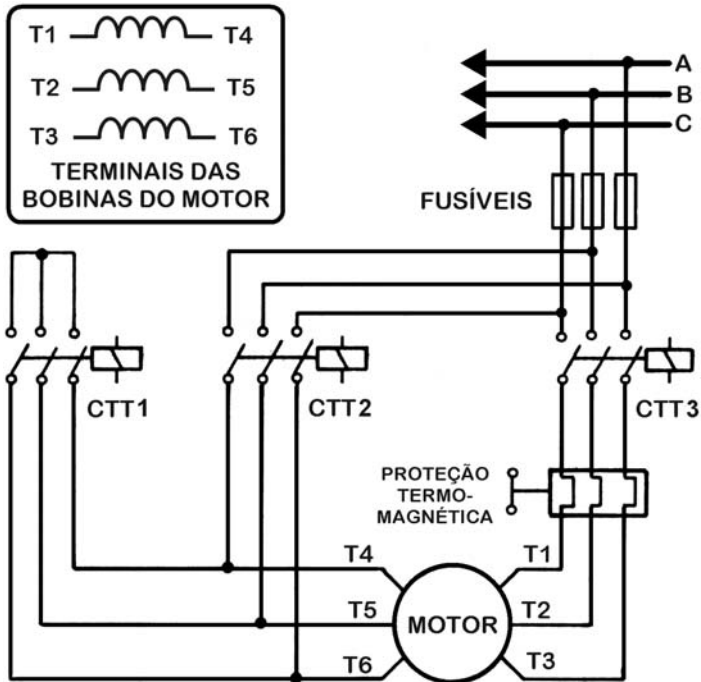 T1 T4
T2 T5
T3 T6
TERMINAIS DAS
BOBINAS DO MOTOR
A
B
C
FUSÍVEIS
CTT1
CTT2
CTT3
PROTEÇÃO
TERMO-
MAGNÉTICA
T4
T1
T5
MOTOR
T2
T6
T3